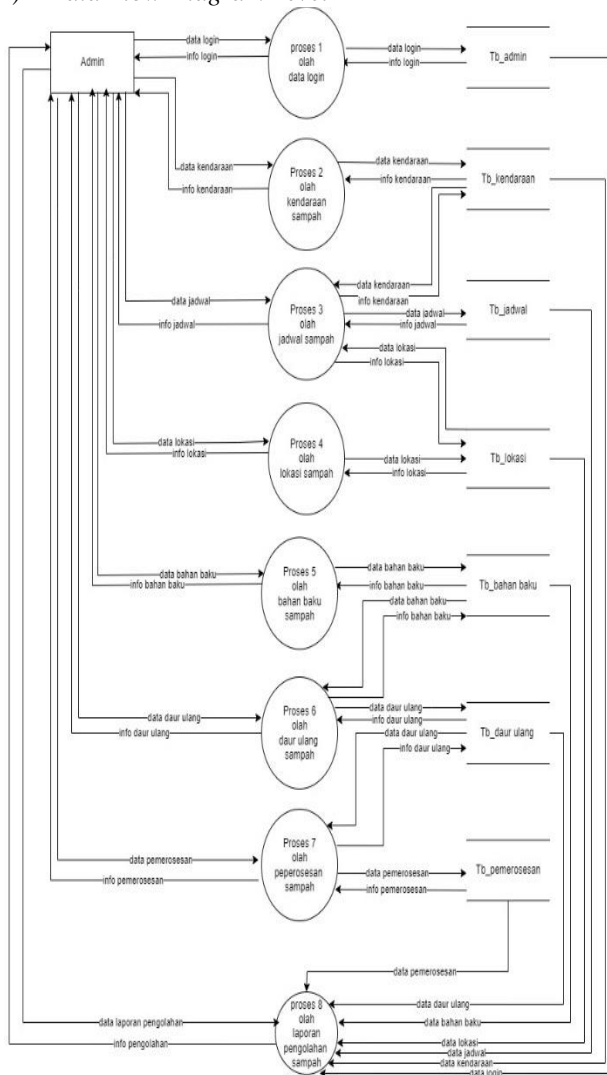 Admin
data login
info login
proses 1
olah
data login
data login
info login
Tb_admin
data kendaraan
info kendaraan
Proses 2
olah
kendaraan
sampah
data kendaraan
info kendaraan
Tb_kendaraan
data kendaraan
info kendaraan
data jadwal
info jadwal
Proses 3
olah
jadwal sampah
data jadwal
info jadwal
Tb_jadwal
data lokasi
info lokasi
data lokasi
info lokasi
Proses 4
olah
lokasi sampah
data lokasi
info lokasi
Tb_lokasi
data bahan baku
info bahan baku
Proses 5
olah
bahan baku
sampah
data bahan baku
info bahan baku
data bahan baku
info bahan baku
Tb_bahan baku
data daur ulang
info daur ulang
Proses 6
olah
daur ulang
sampah
data daur ulang
info daur ulang
data daur ulang
info daur ulang
Tb_daur ulang
data pemerosesan
info pemerosesan
Proses 7
olah
peperosesan
sampah
data pemerosesan
info pemerosesan
Tb_pemerosesan
data pemerosesan
data laporan pengolahan
info pengolahan
proses 8
olah
laporan
pengolahan
sampah
data daur ulang
data bahan baku
data lokasi
data jadwal
data kendaraan
data login